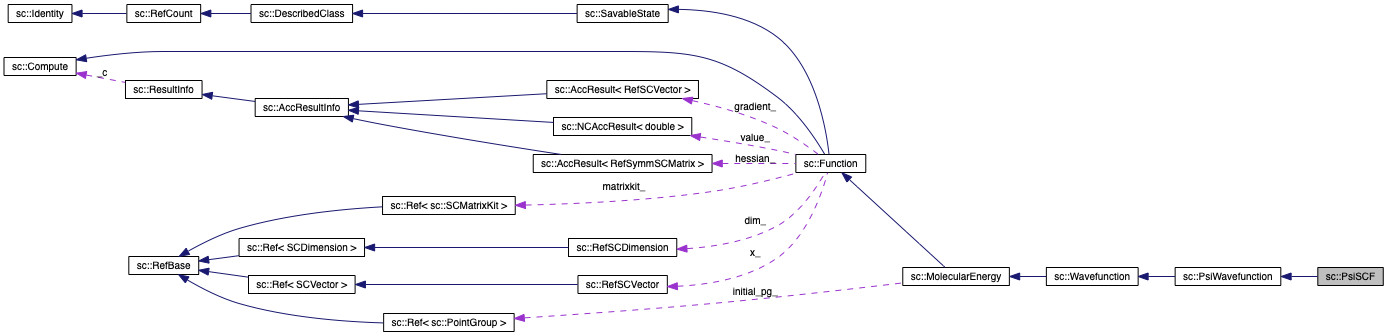 sc::Identity
sc::RefCount
sc::DescribedClass
sc::SavableState
sc::Compute
_c
sc::ResultInfo
sc::AccResultInfo
sc::AccResult< RefSCVector >
gradient_
sc::NCAccResult< double >
value_
sc::AccResult< RefSymmSCMatrix >
hessian_
sc::Function
matrixkit_
sc::Ref< sc::SCMatrixKit >
dim_
sc::Ref< SCDimension >
sc::RefSCDimension
x_
sc::RefBase
sc::Ref< SCVector >
sc::RefSCVector
sc::MolecularEnergy
sc::Wavefunction
sc::PsiWavefunction
sc::PsiSCF
initial_pg_
sc::Ref< sc::PointGroup >